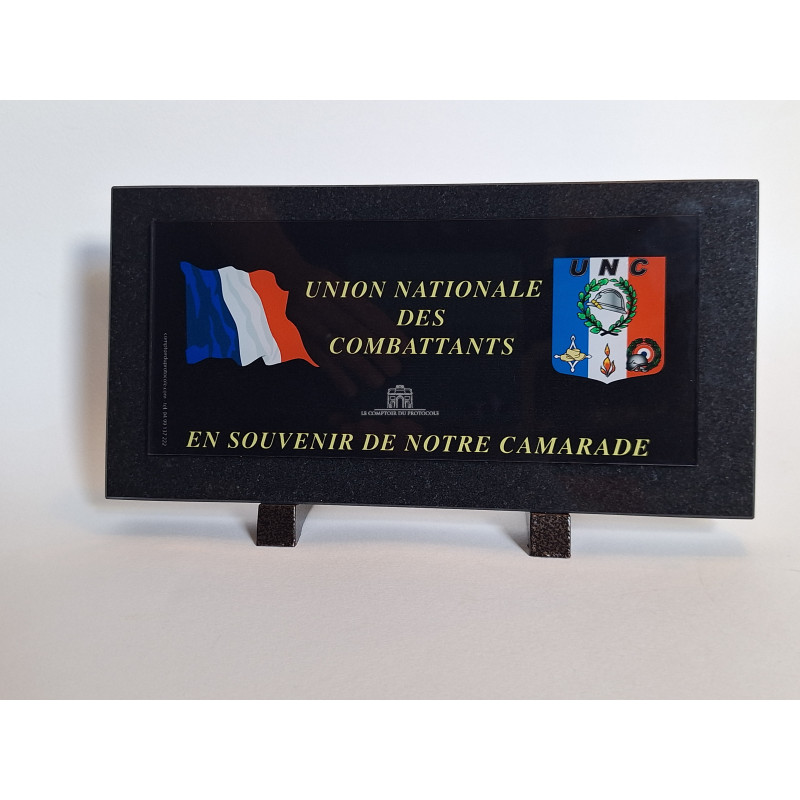 UNION NATIONALE
DES
COMBATTANTS
UNC
LE COMPTOIR DU PROTOCOLE
EN SOUVENIR DE NOTRE CAMARADE